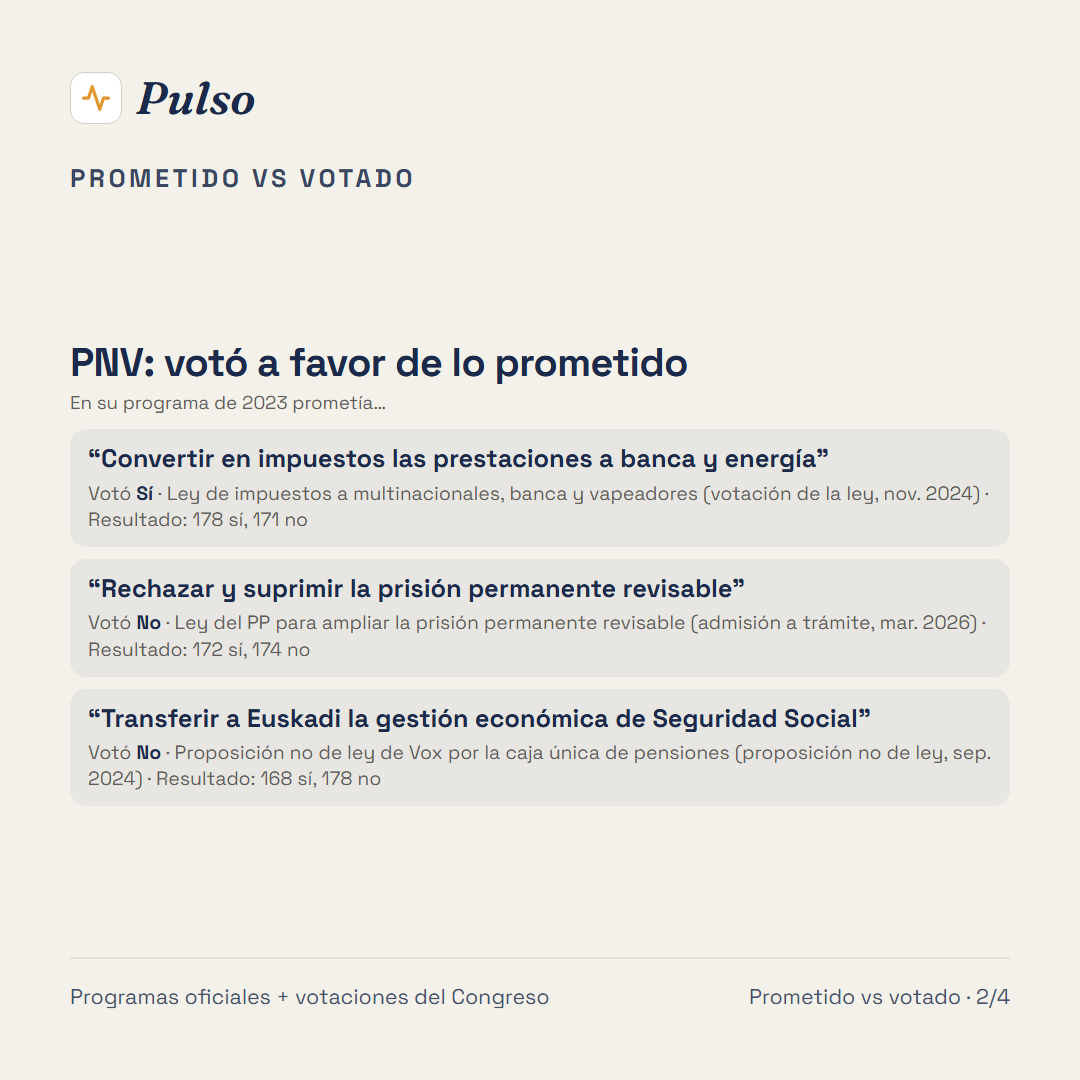 Pulso
PROMETIDO VS VOTADO
PNV: votó a favor de lo prometido
En su programa de 2023 prometía…
“Convertir en impuestos las prestaciones a banca y energía”
Votó Sí · Ley de impuestos a multinacionales, banca y vapeadores (votación de la ley, nov. 2024) ·
Resultado: 178 sí, 171 no
“Rechazar y suprimir la prisión permanente revisable”
Votó No · Ley del PP para ampliar la prisión permanente revisable (admisión a trámite, mar. 2026) ·
Resultado: 172 sí, 174 no
“Transferir a Euskadi la gestión económica de Seguridad Social”
Votó No · Proposición no de ley de Vox por la caja única de pensiones (proposición no de ley, sep.
2024) · Resultado: 168 sí, 178 no
Programas oficiales + votaciones del Congreso
Prometido vs votado · 2/4